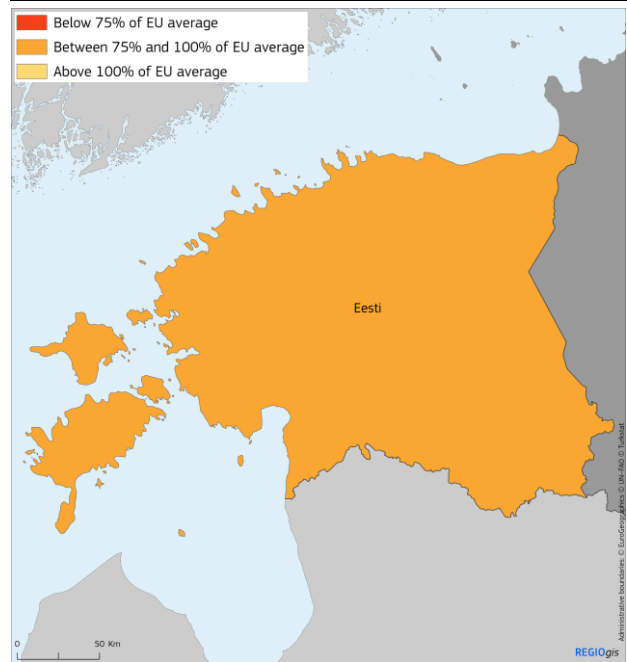 Below 75% of EU average
Between 75% and 100% of EU average
Above 100% of EU average
Eesti
Administrative boundaries: © EuroGeographics © UN-FAO © Turkstat
0 50 Km
REGIOgis